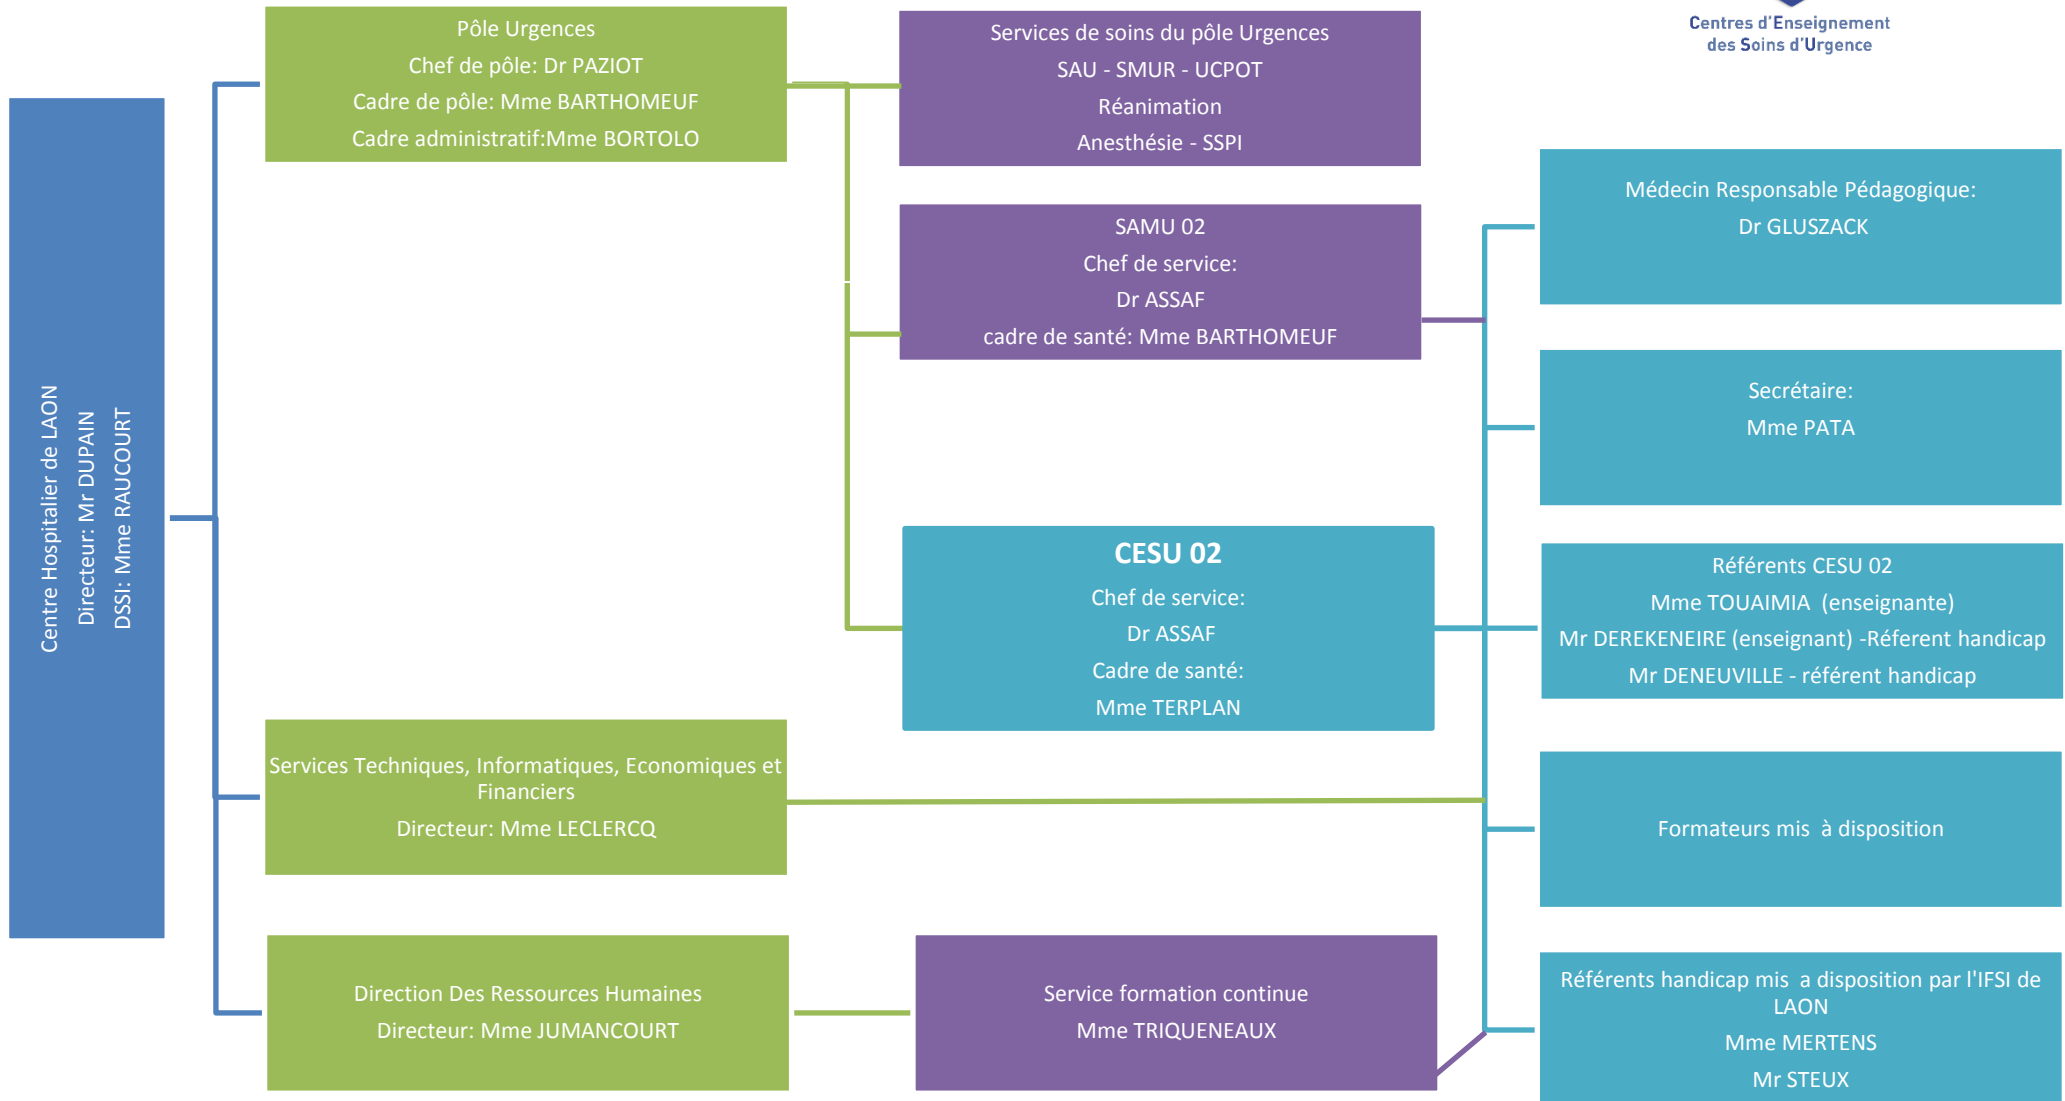 Centres d'Enseignement
des Soins d'Urgence
Centre Hospitalier de LAON
Directeur: Mr DUPAIN
DSSI: Mme RAUCOURT
Pôle Urgences
Chef de pôle: Dr PAZIOT
Cadre de pôle: Mme BARTHOMEUF
Cadre administratif:Mme BORTOLO
Services Techniques, Informatiques, Economiques et
Financiers
Directeur: Mme LECLERCQ
Direction Des Ressources Humaines
Directeur: Mme JUMANCOURT
Services de soins du pôle Urgences
SAU - SMUR - UCPOT
Réanimation
Anesthésie - SSPI
SAMU 02
Chef de service:
Dr ASSAF
cadre de santé: Mme BARTHOMEUF
CESU 02
Chef de service:
Dr ASSAF
Cadre de santé:
Mme TERPLAN
Service formation continue
Mme TRIQUENEAUX
Médecin Responsable Pédagogique:
Dr GLUSZACK
Secrétaire:
Mme PATA
Référents CESU 02
Mme TOUAIMIA (enseignante)
Mr DEREKENEIRE (enseignant) -Réferent handicap
Mr DENEUVILLE - référent handicap
Formateurs mis à disposition
Référents handicap mis a disposition par l'IFSI de
LAON
Mme MERTENS
Mr STEUX